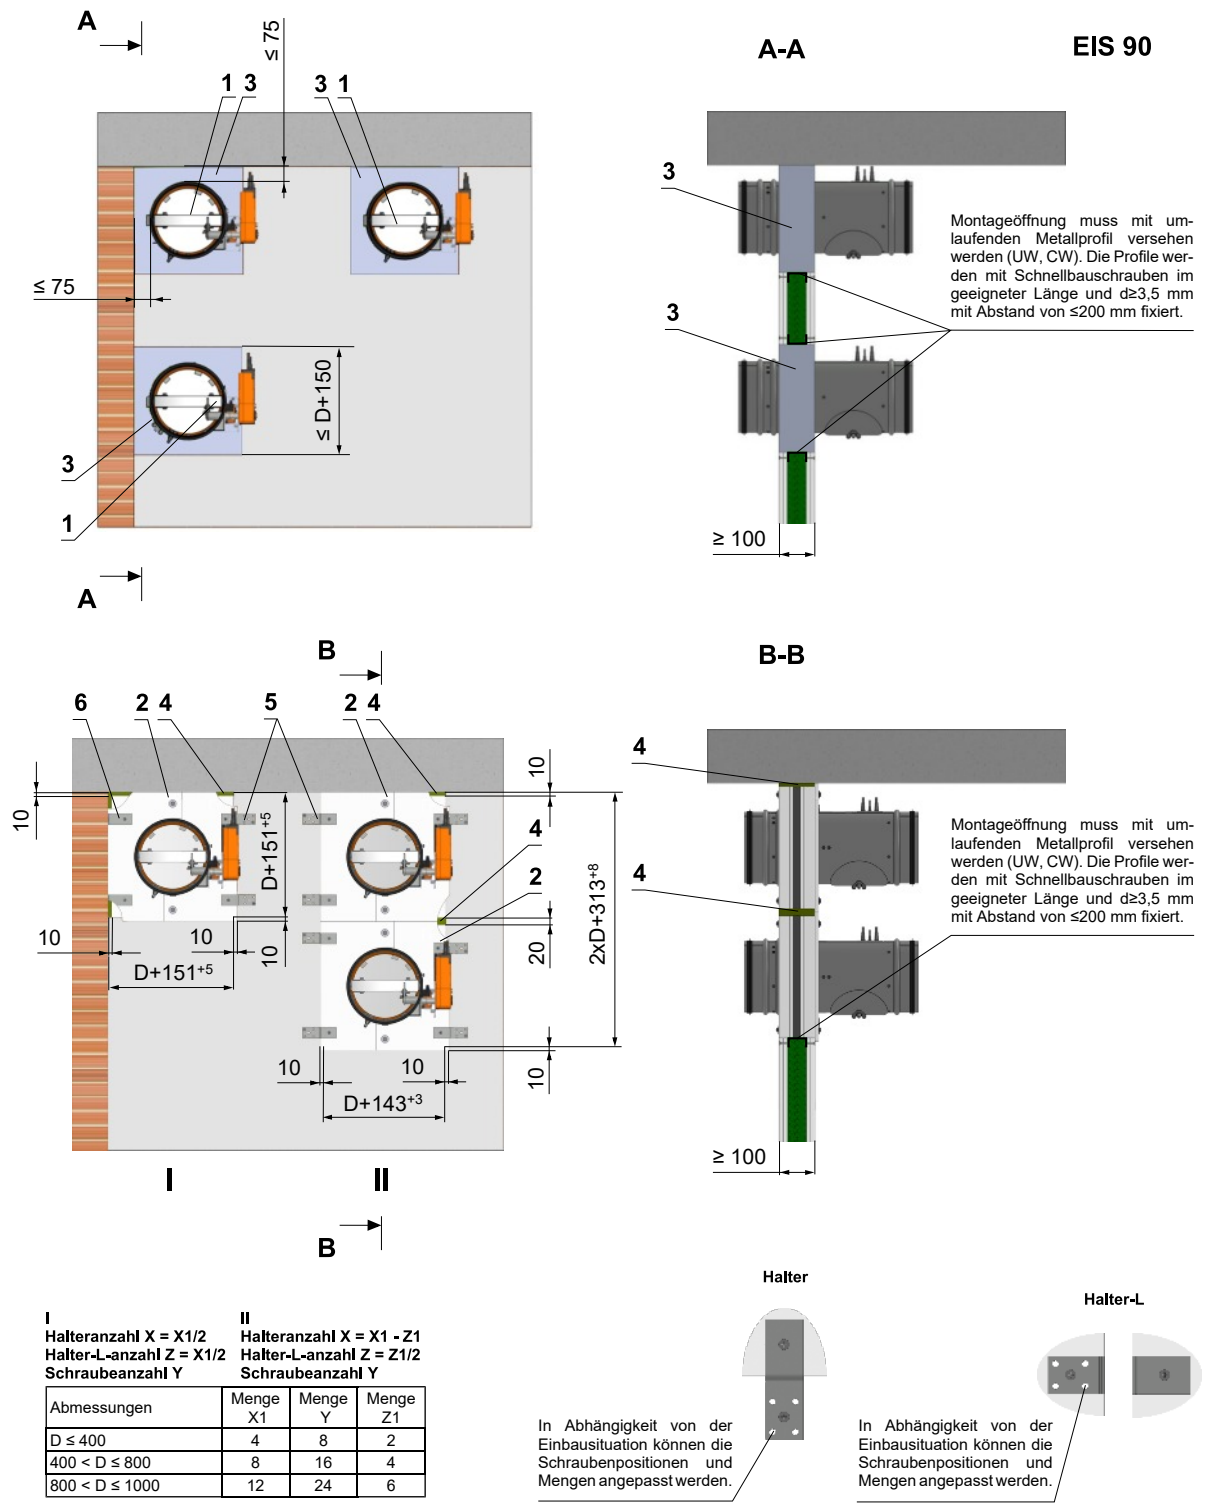 A
≤ 75
A-A
EIS 90
1 3
3 1
3
Montageöffnung muss mit um-
laufenden Metallprofil versehen
werden (UW, CW). Die Profile wer-
den mit Schnellbauschrauben im
geeigneter Länge und d≥3,5 mm
mit Abstand von ≤200 mm fixiert.
≤ 75
3
≤ D+150
3
1
≥ 100
A
B
B-B
6
2 4
5
2 4
4
10
10
4
D+151+5
4
2
2xD+313+8
Montageöffnung muss mit um-
laufenden Metallprofil versehen
werden (UW, CW). Die Profile wer-
den mit Schnellbauschrauben im
geeigneter Länge und d≥3,5 mm
mit Abstand von ≤200 mm fixiert.
10
10
10
20
D+151+5
10
10
10
D+143+3
≥ 100
I
II
B
Halter
Halter-L
I
Halteranzahl X = X1/2
Halter-L-anzahl Z = X1/2
Schraubeanzahl Y
II
Halteranzahl X = X1 - Z1
Halter-L-anzahl Z = Z1/2
Schraubeanzahl Y
Abmessungen Menge X1 Menge Y Menge Z1
D ≤ 400 4 8 2
400 < D ≤ 800 8 16 4
800 < D ≤ 1000 12 24 6
In Abhängigkeit von der
Einbausituation können die
Schraubenpositionen und
Mengen angepasst werden.
In Abhängigkeit von der
Einbausituation können die
Schraubenpositionen und
Mengen angepasst werden.